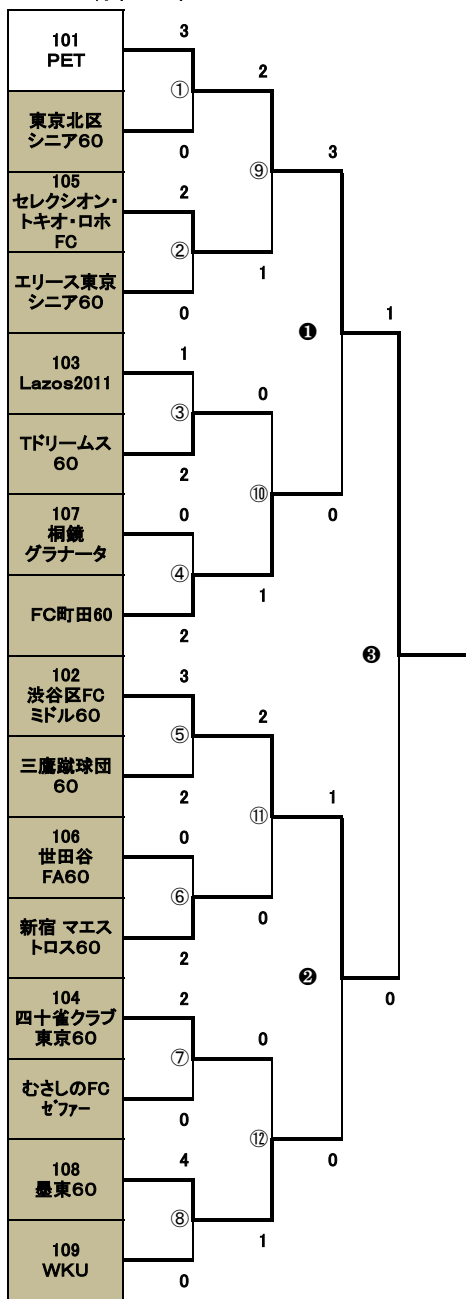 101
PET
東京北区
シニア60
105
セレクシオン・
トキオ・ロホ
FC
エリース東京
シニア60
103
Lazos2011
Tドリームス
60
107
桐鏡
グラナータ
FC町田60
102
渋谷区FC
ミドル60
三鷹蹴球団
60
106
世田谷
FA60
新宿 マエス
トロス60
104
四十雀クラブ
東京60
むさしのFC
ゼファー
108
墨東60
109
WKU
3
①
0
2
②
0
1
③
2
0
④
2
3
⑤
2
0
⑥
2
2
⑦
0
4
⑧
0
2
⑨
1
0
⑩
1
2
⑪
0
0
⑫
1
3
❶
0
1
❷
0
1
❸
0